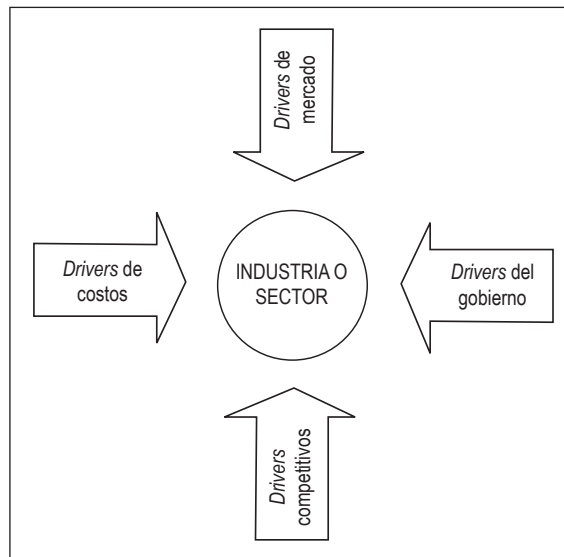 Drivers de
mercado
Drivers de
costos
INDUSTRIA O
SECTOR
Drivers del
gobierno
Drivers
competitivos